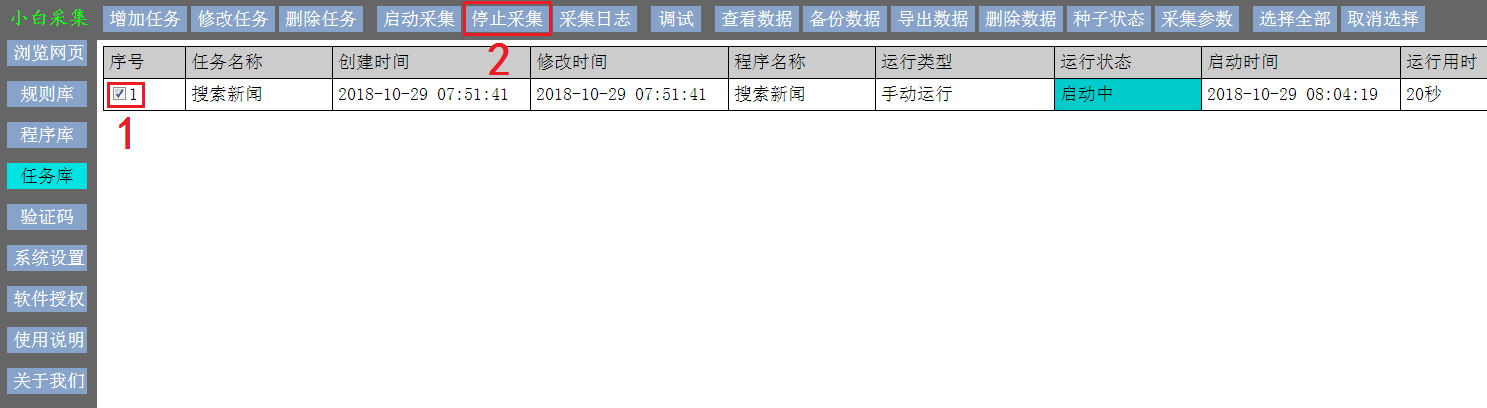 小白采集 增加任务 修改任务 删除任务 启动采集 停止采集 采集日志 调试 查看数据 备份数据 导出数据 删除数据 种子状态 采集参数 选择全部 取消选择
浏览网页
规则库
程序库
任务库
验证码
系统设置
软件授权
使用说明
关于我们
序号 任务名称 创建时间 2 修改时间 程序名称 运行类型 运行状态 启动时间 运行用时
1 搜索新闻 2018-10-29 07:51:41 2018-10-29 07:51:41 搜索新闻 手动运行 启动中 2018-10-29 08:04:19 20秒
1